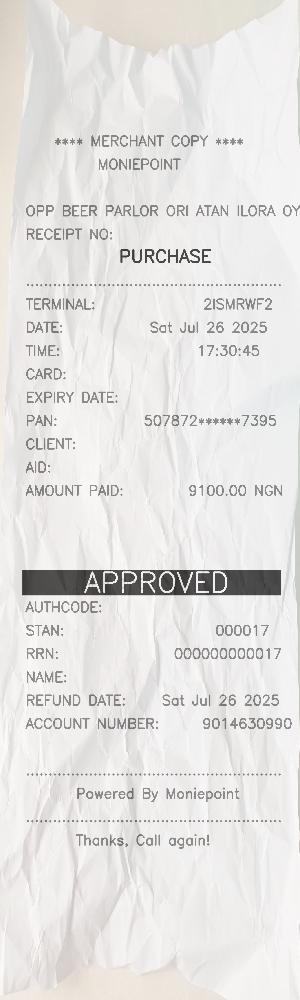 **** MERCHANT COPY ****
MONIEPOINT
OPP BEER PARLOR ORI ATAN ILORA OY
RECEIPT NO:
PURCHASE
TERMINAL: 2ISMRWF2
DATE: Sat Jul 26 2025
TIME: 17:30:45
CARD:
EXPIRY DATE:
PAN: 507872******7395
CLIENT:
AID:
AMOUNT PAID: 9100.00 NGN
APPROVED
AUTHCODE:
STAN: 000017
RRN: 000000000017
NAME:
REFUND DATE: Sat Jul 26 2025
ACCOUNT NUMBER: 9014630990
Powered By Moniepoint
Thanks, Call again!